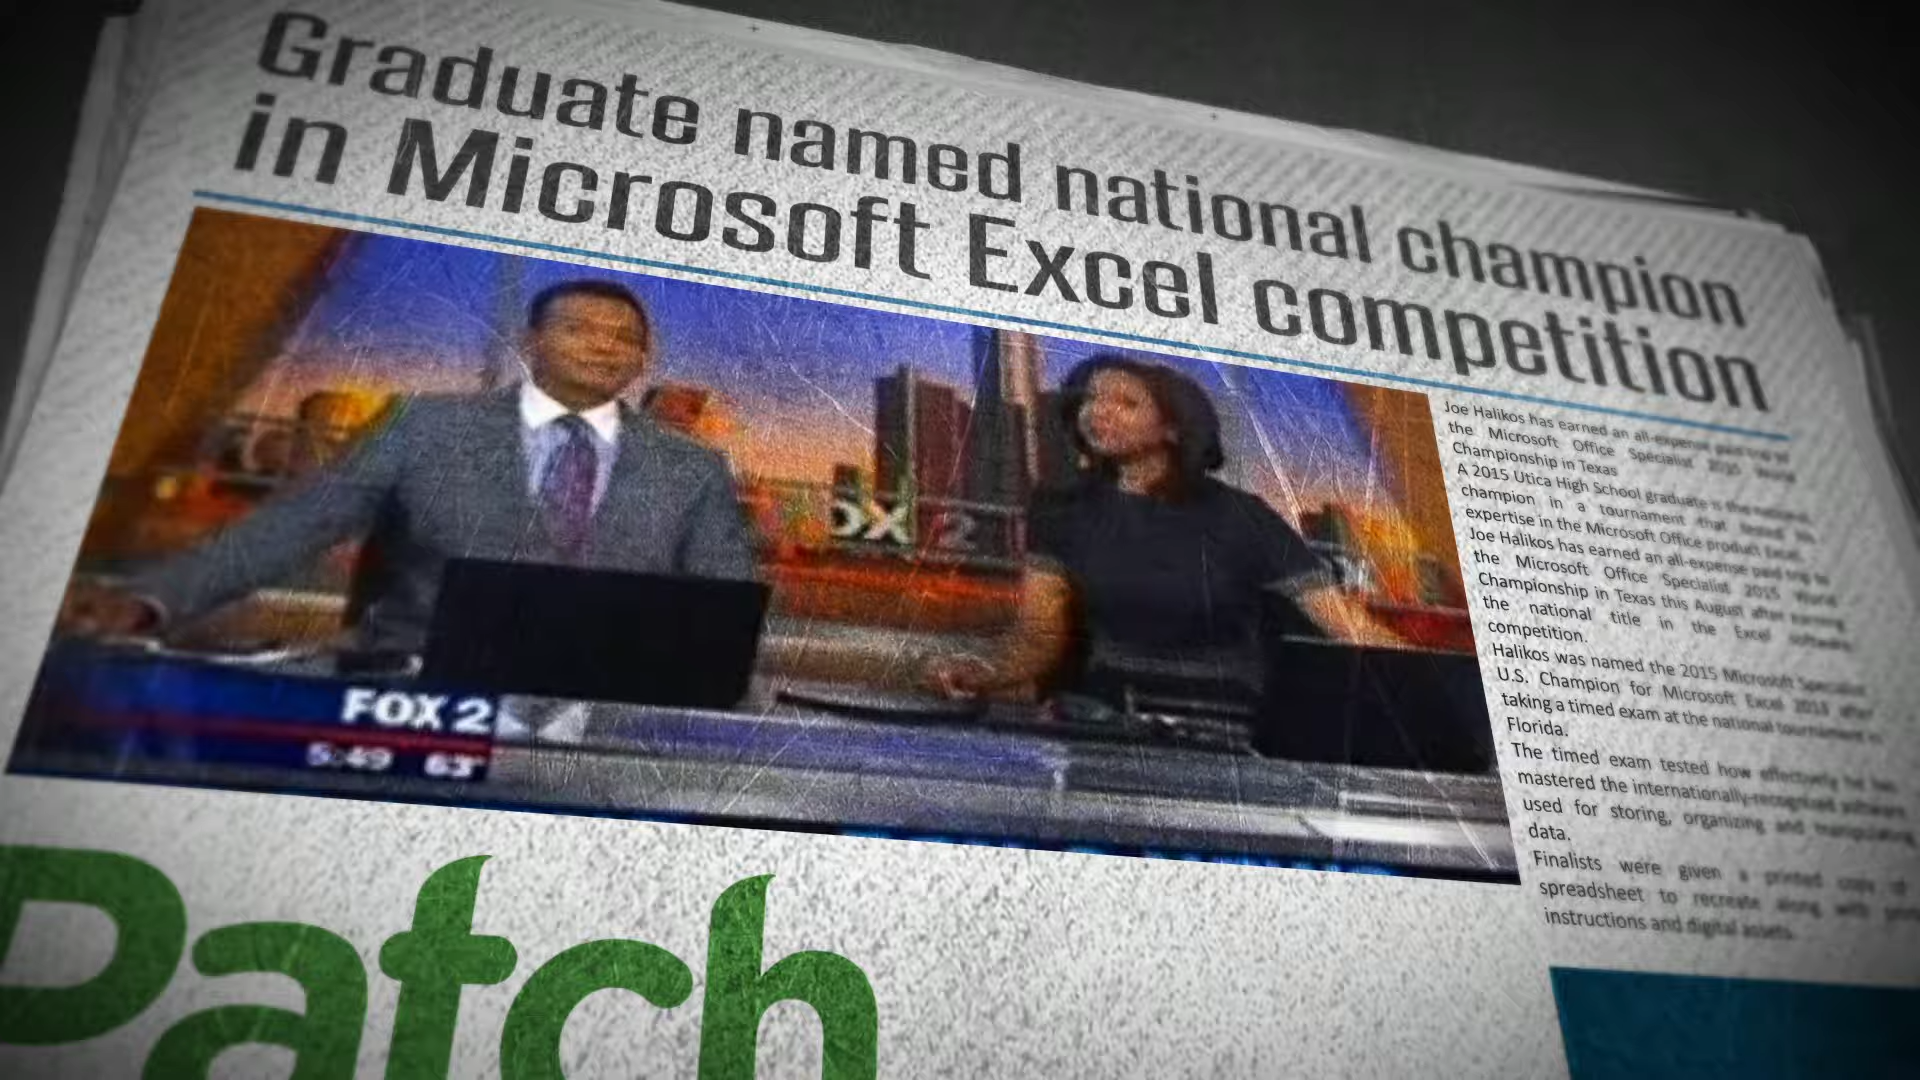 Graduate named national champion
in Microsoft Excel competition
Joe Halikos has earned an all-expense paid trip to
the Microsoft Office Specialist World
Championship in Texas
A 2015 Utica High School graduate is the national
champion in a tournament that tested his
expertise in the Microsoft Office product Excel.
Joe Halikos has earned an all-expense paid trip to
the Microsoft Office Specialist 2015 World
Championship in Texas this August after earning
the national title in the Excel software
competition.
Halikos was named the 2015 Microsoft Specialist
U.S. Champion for Microsoft Excel 2013 after
taking a timed exam at the national tournament in
Florida.
The timed exam tested how effectively he has
mastered the internationally-recognized software
used for storing, organizing and manipulating
data.
Finalists were given a printed copy of
spreadsheet to recreate along with
instructions and digital assets.
OX 2
FOX 2
5:49 63°
Patch